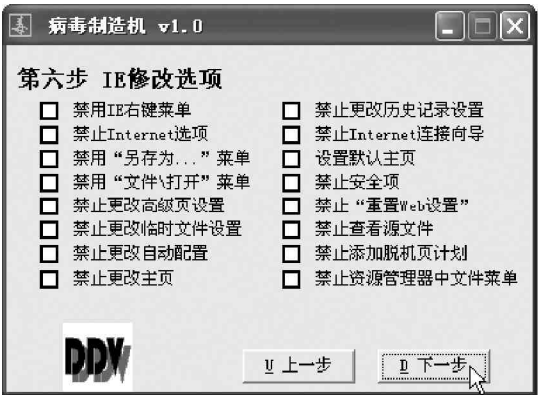 病毒制造机 v1.0
第六步 IE修改选项
禁用IE右键菜单
禁止Internet选项
禁用“另存为...”菜单
禁用“文件\打开”菜单
禁止更改高级页设置
禁止更改临时文件设置
禁止更改自动配置
禁止更改主页
禁止更改历史记录设置
禁止Internet连接向导
设置默认主页
禁止安全项
禁止“重置Web设置”
禁止查看源文件
禁止添加脱机页计划
禁止资源管理器中文件菜单
DDV
U 上一步
D 下一步